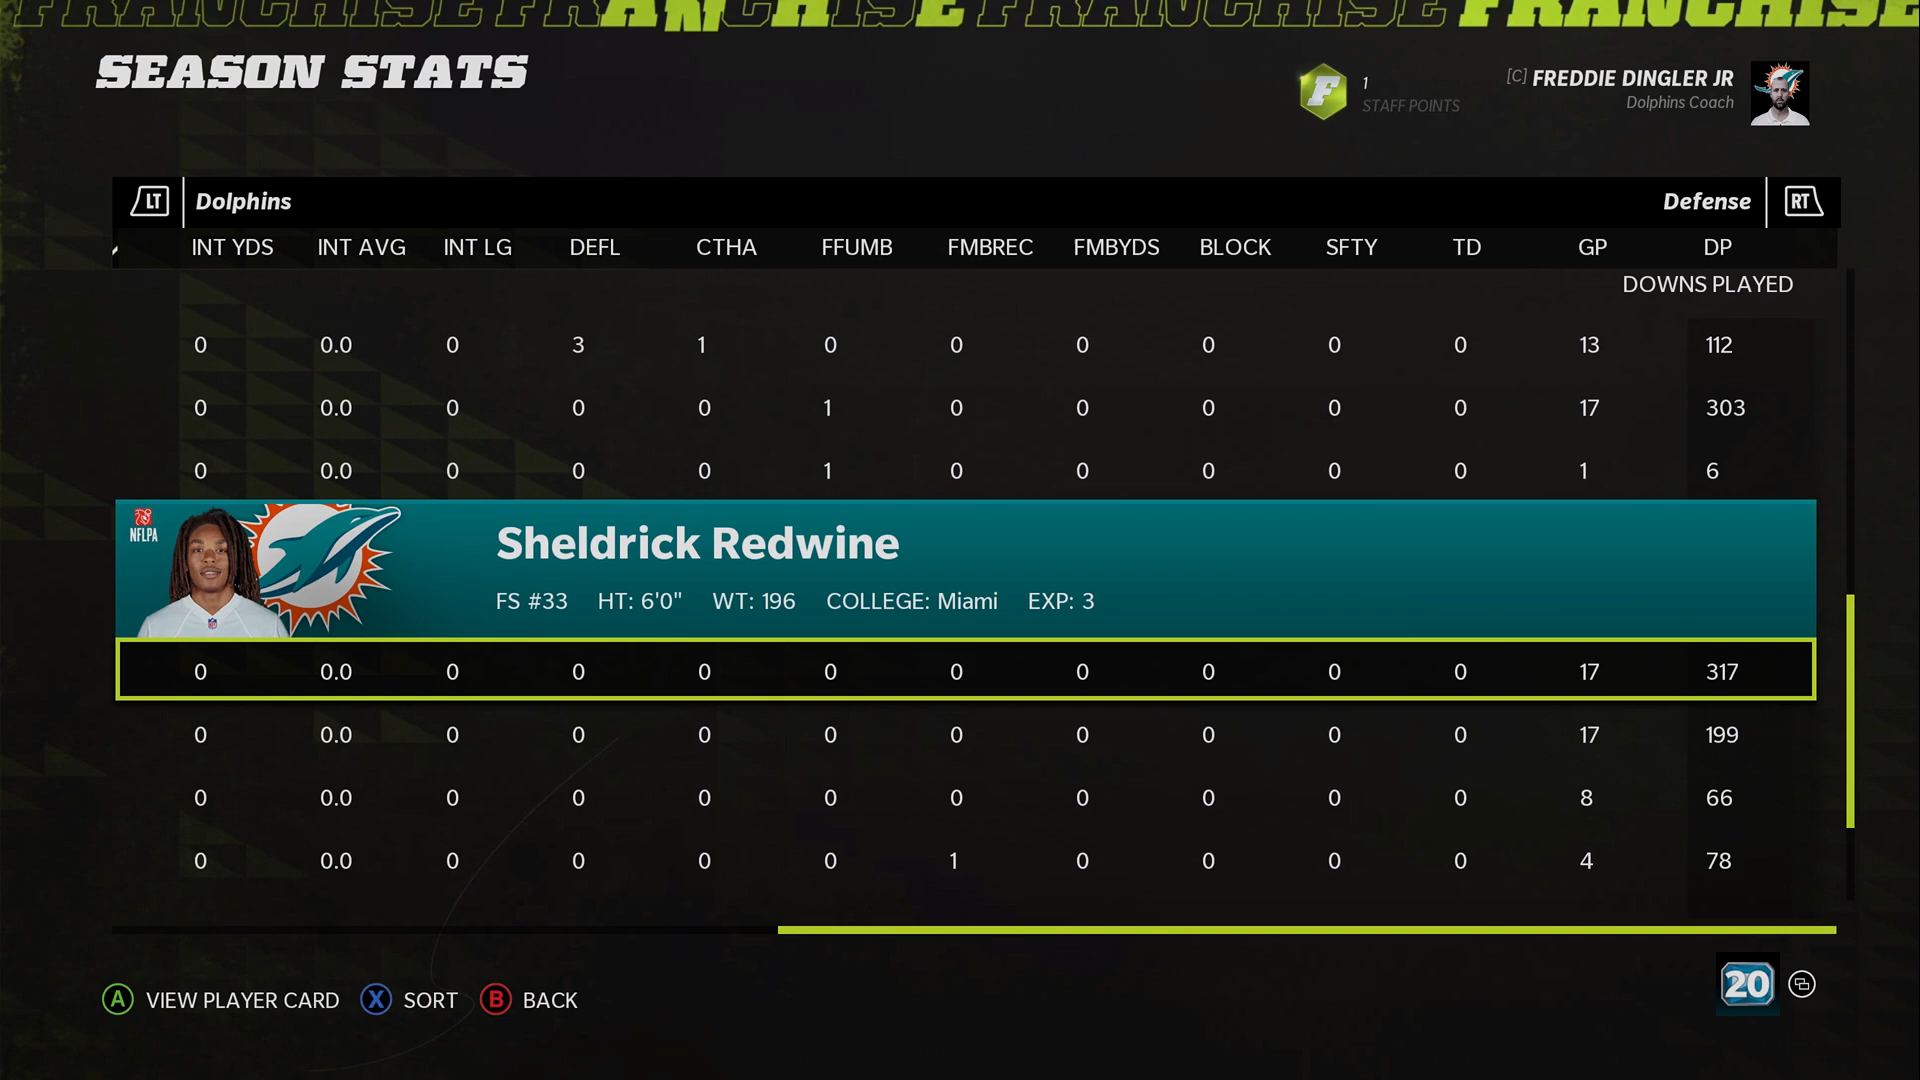 FRANCHISE FRANCHISE FRANCHISE FRANCHISE
SEASON STATS
F
1
STAFF POINTS
[C] FREDDIE DINGLER JR
Dolphins Coach
LT Dolphins
Defense RT
INT YDS INT AVG INT LG DEFL CTHA FFUMB FMBREC FMBYDS BLOCK SFTY TD GP DP
DOWNS PLAYED
0 0.0 0 3 1 0 0 0 0 0 0 13 112
0 0.0 0 0 0 1 0 0 0 0 0 17 303
0 0.0 0 0 0 1 0 0 0 0 0 1 6
NFLPA
Sheldrick Redwine
FS #33 HT: 6'0" WT: 196 COLLEGE: Miami EXP: 3
0 0.0 0 0 0 0 0 0 0 0 0 17 317
0 0.0 0 0 0 0 0 0 0 0 0 17 199
0 0.0 0 0 0 0 0 0 0 0 0 8 66
0 0.0 0 0 0 0 1 0 0 0 0 4 78
A VIEW PLAYER CARD X SORT B BACK
20